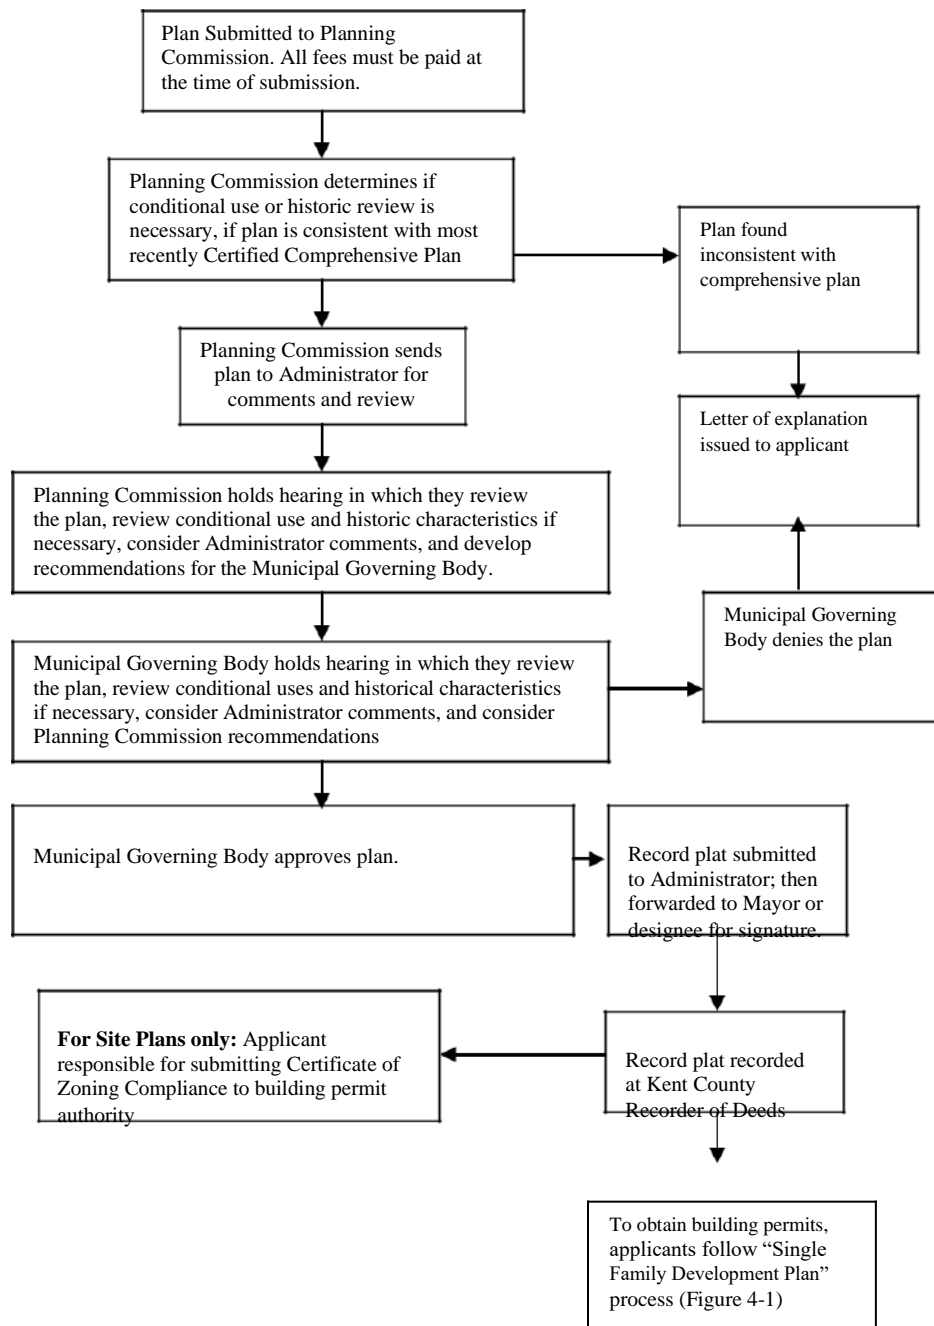 Plan Submitted to Planning
Commission. All fees must be paid at
the time of submission.
Planning Commission determines if
conditional use or historic review is
necessary, if plan is consistent with most
recently Certified Comprehensive Plan
Plan found
inconsistent with
comprehensive plan
Planning Commission sends
plan to Administrator for
comments and review
Letter of explanation
issued to applicant
Planning Commission holds hearing in which they review
the plan, review conditional use and historic characteristics if
necessary, consider Administrator comments, and develop
recommendations for the Municipal Governing Body.
Municipal Governing
Body denies the plan
Municipal Governing Body holds hearing in which they review
the plan, review conditional uses and historical characteristics
if necessary, consider Administrator comments, and consider
Planning Commission recommendations
Municipal Governing Body approves plan.
Record plat submitted
to Administrator; then
forwarded to Mayor or
designee for signature.
For Site Plans only: Applicant
responsible for submitting Certificate of
Zoning Compliance to building permit
authority
Record plat recorded
at Kent County
Recorder of Deeds
To obtain building permits,
applicants follow “Single
Family Development Plan”
process (Figure 4-1)